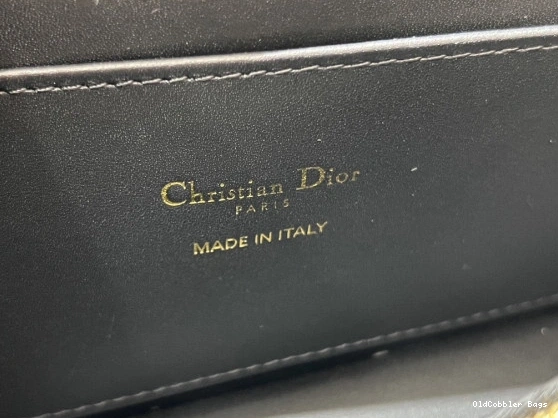 Christian Dior
PARIS
MADE IN ITALY
OldCobbler Bags